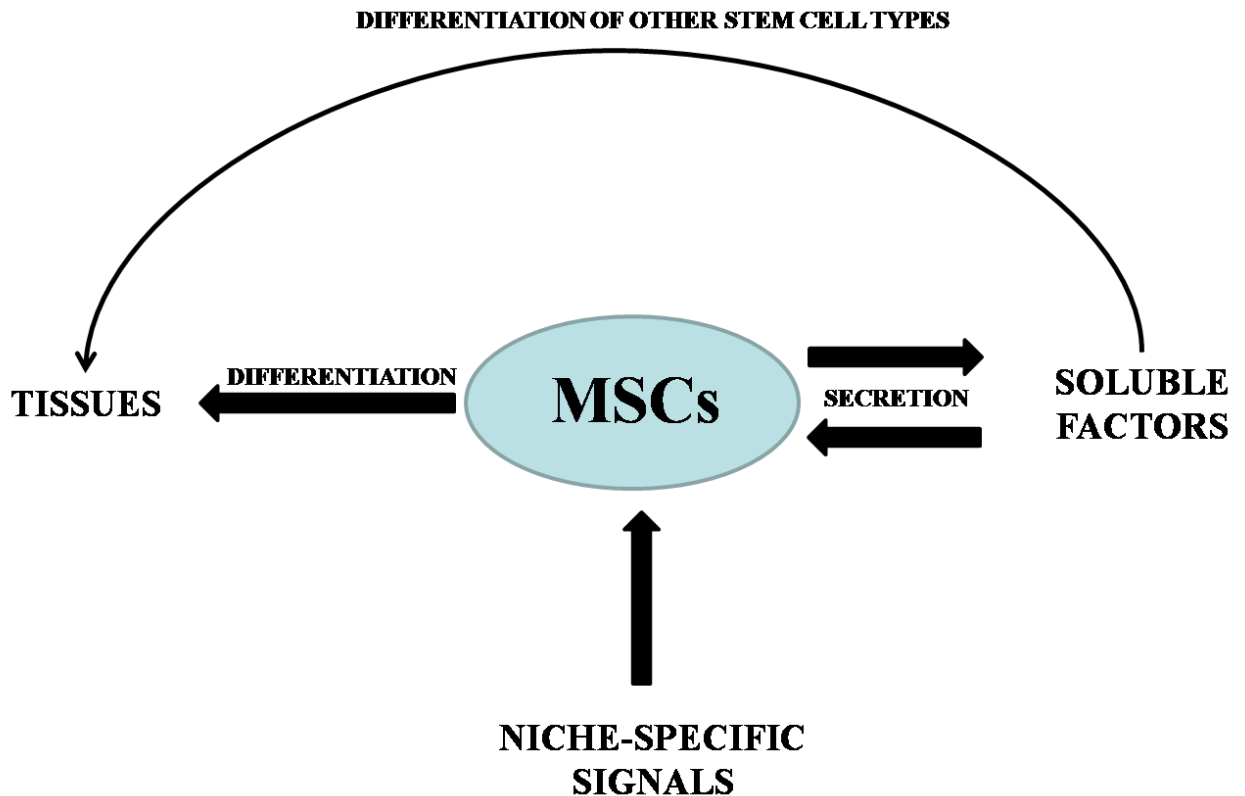 DIFFERENTIATION OF OTHER STEM CELL TYPES
DIFFERENTIATION
TISSUES
MSCs
SECRETION
SOLUBLE
FACTORS
NICHE-SPECIFIC
SIGNALS